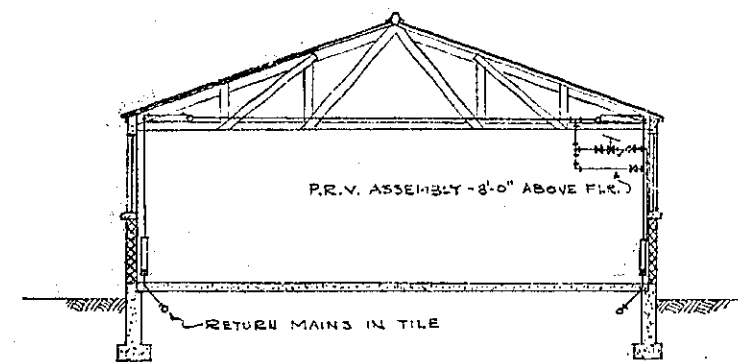 P.R.V. ASSEMBLY - 8'-0" ABOVE FLR.
RETURN MAINS IN TILE